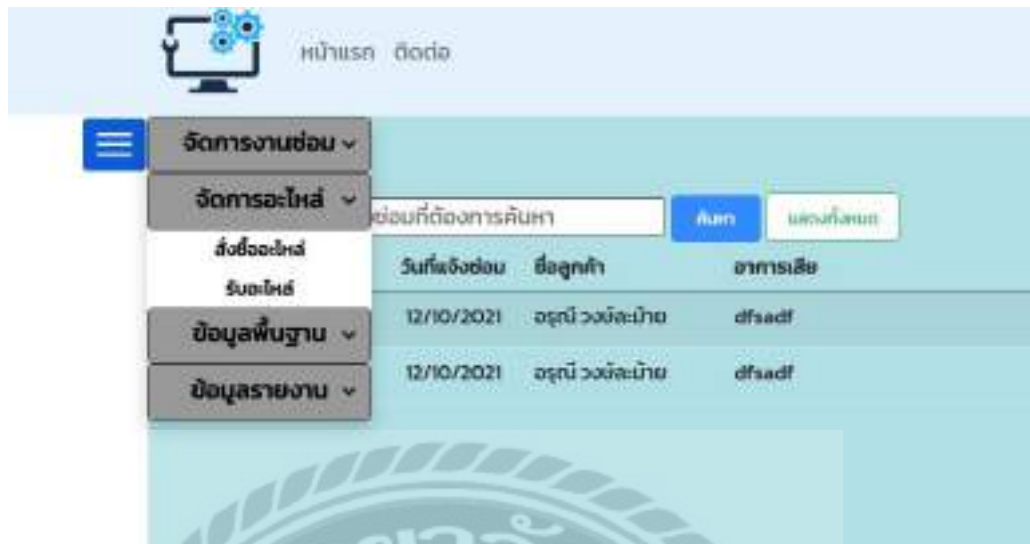 หน้าแรก ติดต่อ
จัดการงานซ่อม
จัดการอะไหล่
ซ่อมที่ต้องการค้นหา ค้นหา แสดงทั้งหมด
สั่งซื้ออะไหล่
รับอะไหล่
วันที่แจ้งซ่อม ชื่อลูกค้า อาการเสีย
12/10/2021 อรุณี วงษ์ละม้าย dfsadf
ข้อมูลพื้นฐาน
12/10/2021 อรุณี วงษ์ละม้าย dfsadf
ข้อมูลรายงาน